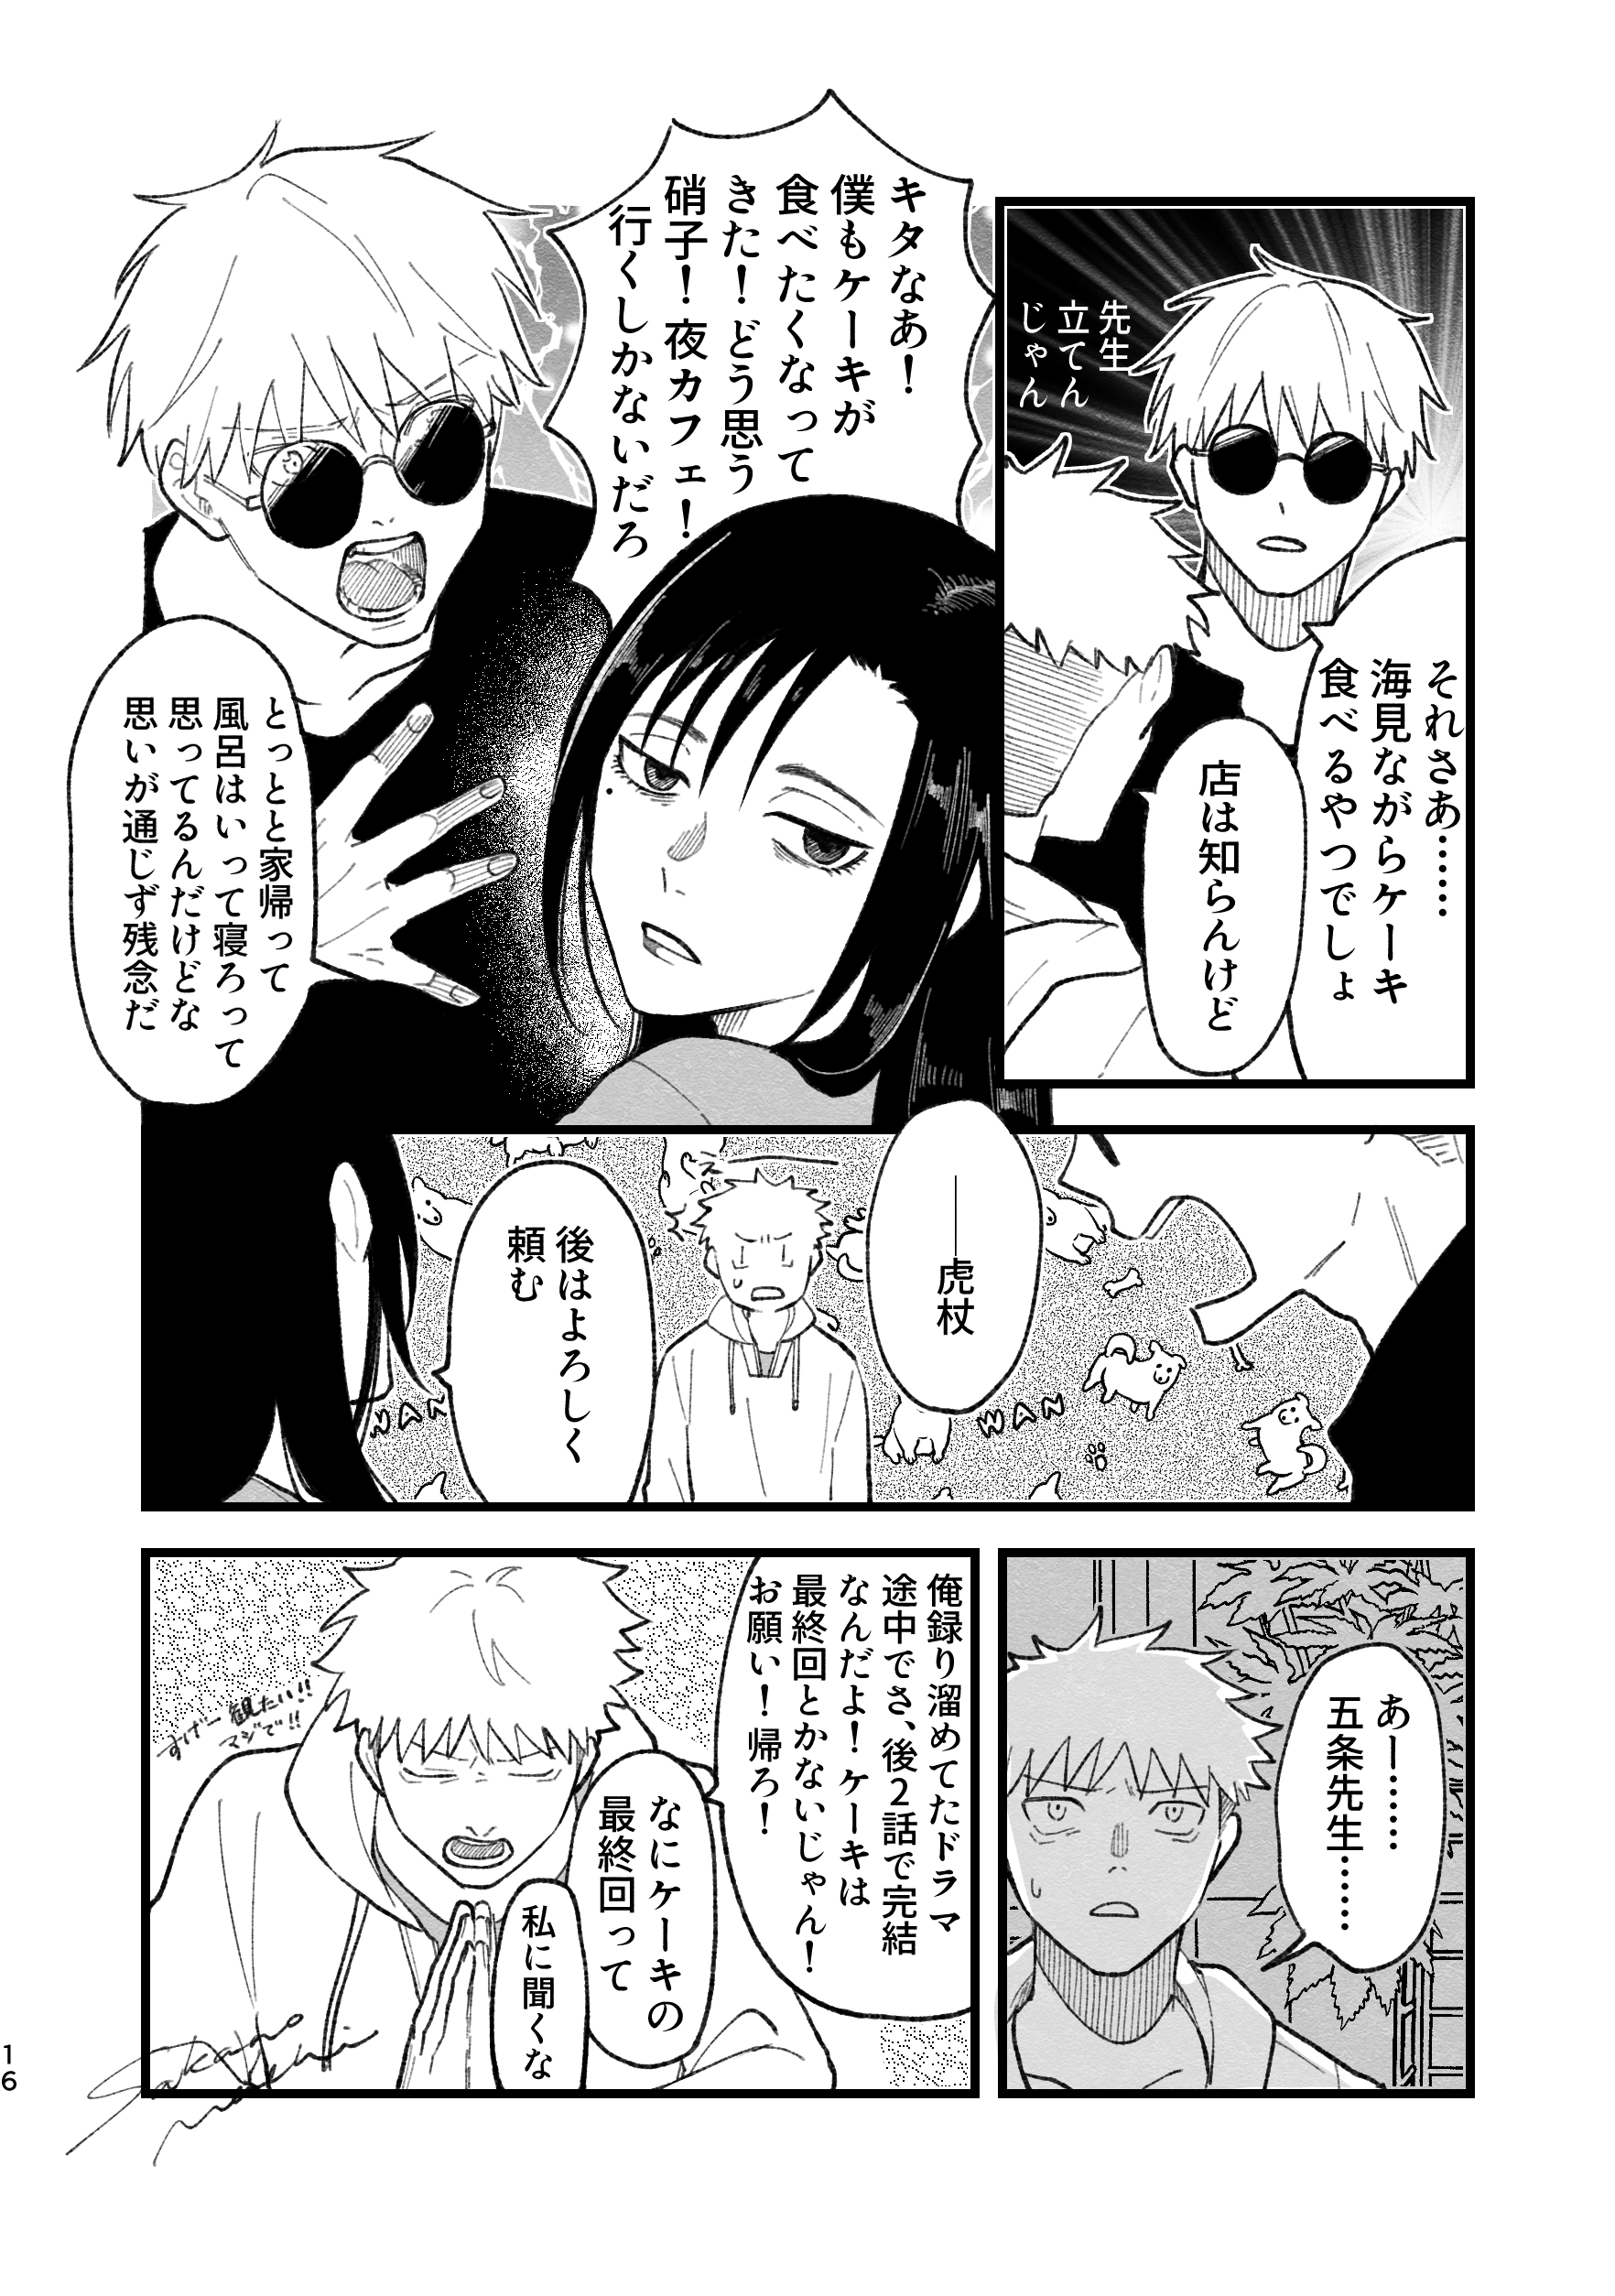 それさあ……
海見ながらケーキ
食べるやつでしょ
店は知らんけど
先生
立てん
じゃん
キタなあ！
僕もケーキが
食べたくなって
きた！どう思う
硝子！夜カフェ！
行くしかないだろ
とっとと家帰って
風呂はいって寝ろって
思ってるんだけどな
思いが通じず残念だ
――虎杖
後はよろしく
頼む
WAN
WAN
あー……
五条先生……
俺録り溜めてたドラマ
途中でさ、後2話で完結
なんだよ！ケーキは
最終回とかないじゃん！
お願い！帰ろ！
なにケーキの
最終回って
私に聞くな
すげー観たい!!
マジで!!
16